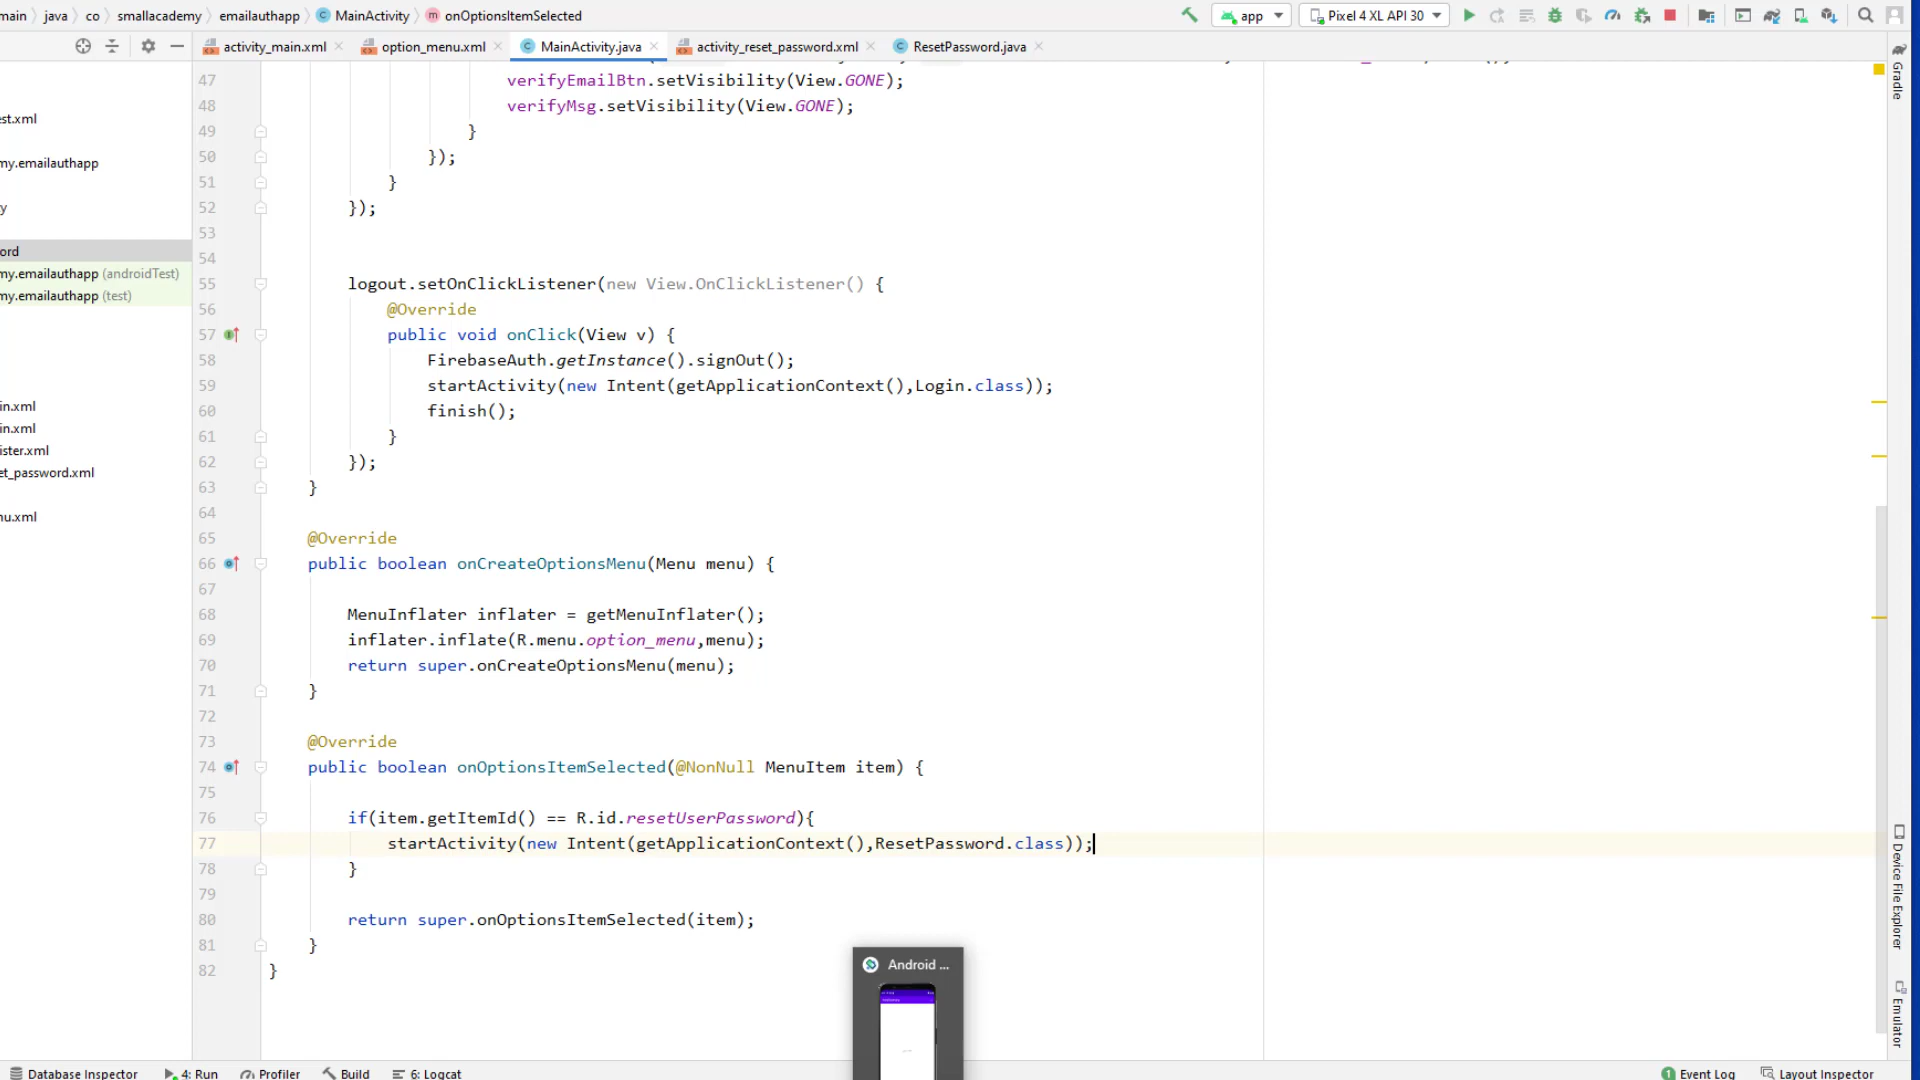 main java co smallacademy emailauthapp MainActivity onOptionsItemSelected app Pixel 4 XL API 30
activity_main.xml option_menu.xml MainActivity.java activity_reset_password.xml ResetPassword.java
Gradle
47 verifyEmailBtn.setVisibility(View.GONE);
48 verifyMsg.setVisibility(View.GONE);
est.xml
49 }
50 });
my.emailauthapp
51 }
52 });
y
53
54
ord
my.emailauthapp (androidTest)
55 logout.setOnClickListener(new View.OnClickListener() {
my.emailauthapp (test)
56 @Override
57 public void onClick(View v) {
58 FirebaseAuth.getInstance().signOut();
59 startActivity(new Intent(getApplicationContext(),Login.class));
in.xml
60 finish();
in.xml
61 }
ister.xml
62 });
et_password.xml
63 }
64
nu.xml
65 @Override
66 public boolean onCreateOptionsMenu(Menu menu) {
67
68 MenuInflater inflater = getMenuInflater();
69 inflater.inflate(R.menu.option_menu,menu);
70 return super.onCreateOptionsMenu(menu);
71 }
72
73 @Override
74 public boolean onOptionsItemSelected(@NonNull MenuItem item) {
75
76 if(item.getItemId() == R.id.resetUserPassword){
77 startActivity(new Intent(getApplicationContext(),ResetPassword.class));
78 }
79
80 return super.onOptionsItemSelected(item);
81 }
82 }
Device File Explorer
Emulator
Android ...
Database Inspector 4: Run Profiler Build 6: Logcat 1 Event Log Layout Inspector